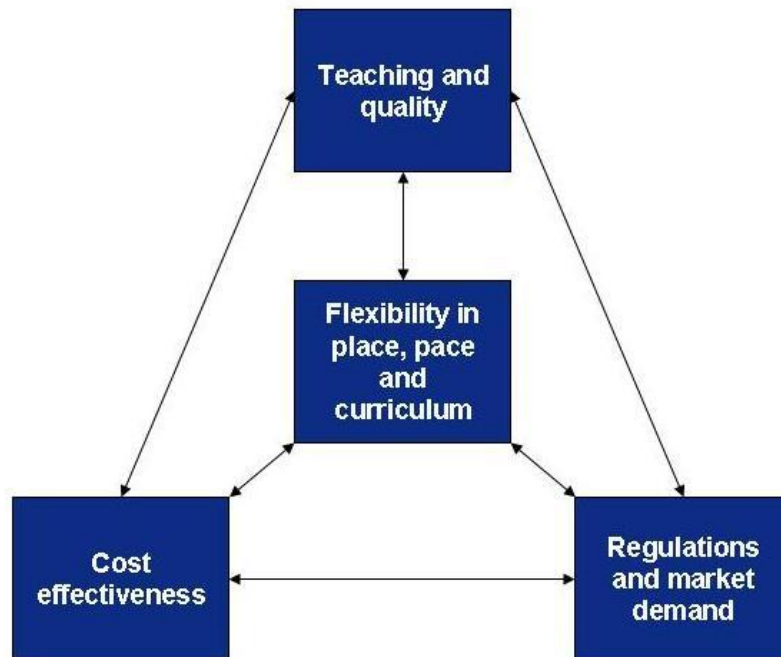 Teaching and
quality
Flexibility in
place, pace
and
curriculum
Cost
effectiveness
Regulations
and market
demand